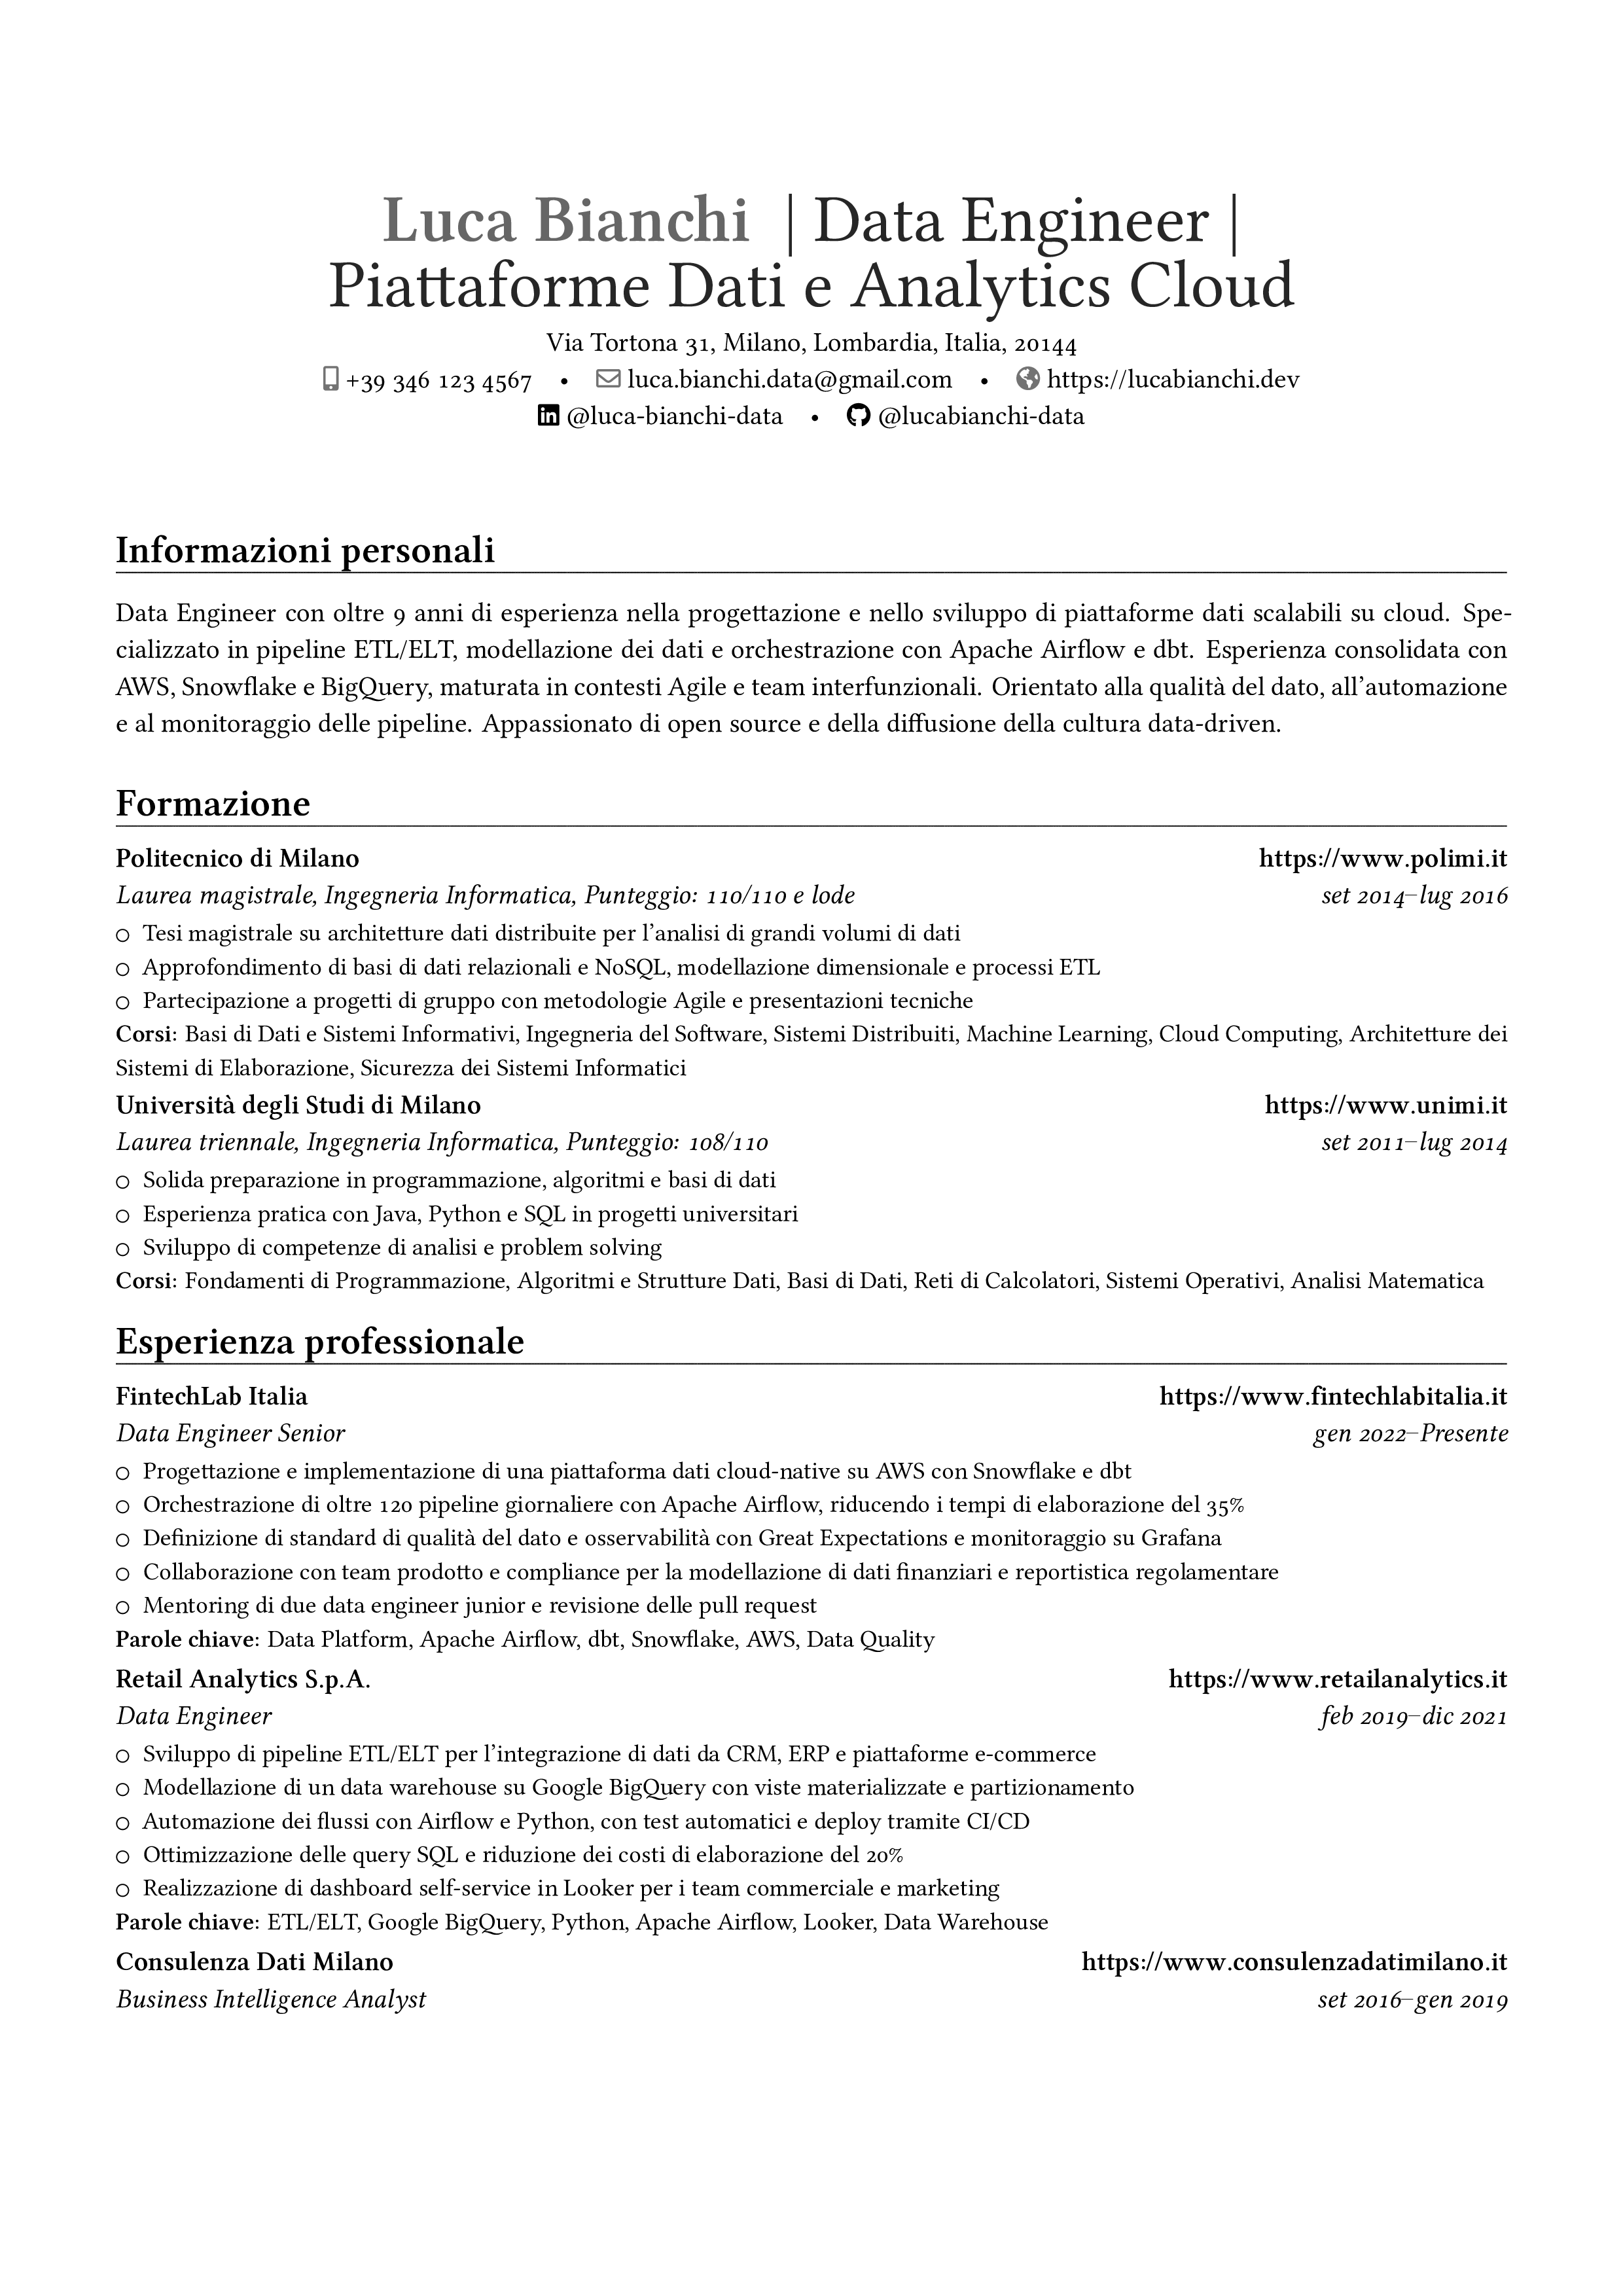 Luca Bianchi | Data Engineer |
Piattaforme Dati e Analytics Cloud
Via Tortona 31, Milano, Lombardia, Italia, 20144
+39 346 123 4567 • luca.bianchi.data@gmail.com • https://lucabianchi.dev
@luca-bianchi-data • @lucabianchi-data
Informazioni personali
Data Engineer con oltre 9 anni di esperienza nella progettazione e nello sviluppo di piattaforme dati scalabili su cloud. Spe-
cializzato in pipeline ETL/ELT, modellazione dei dati e orchestrazione con Apache Airflow e dbt. Esperienza consolidata con
AWS, Snowflake e BigQuery, maturata in contesti Agile e team interfunzionali. Orientato alla qualità del dato, all'automazione
e al monitoraggio delle pipeline. Appassionato di open source e della diffusione della cultura data-driven.
Formazione
Politecnico di Milano https://www.polimi.it
Laurea magistrale, Ingegneria Informatica, Punteggio: 110/110 e lode set 2014–lug 2016
○ Tesi magistrale su architetture dati distribuite per l'analisi di grandi volumi di dati
○ Approfondimento di basi di dati relazionali e NoSQL, modellazione dimensionale e processi ETL
○ Partecipazione a progetti di gruppo con metodologie Agile e presentazioni tecniche
Corsi: Basi di Dati e Sistemi Informativi, Ingegneria del Software, Sistemi Distribuiti, Machine Learning, Cloud Computing, Architetture dei
Sistemi di Elaborazione, Sicurezza dei Sistemi Informatici
Università degli Studi di Milano https://www.unimi.it
Laurea triennale, Ingegneria Informatica, Punteggio: 108/110 set 2011–lug 2014
○ Solida preparazione in programmazione, algoritmi e basi di dati
○ Esperienza pratica con Java, Python e SQL in progetti universitari
○ Sviluppo di competenze di analisi e problem solving
Corsi: Fondamenti di Programmazione, Algoritmi e Strutture Dati, Basi di Dati, Reti di Calcolatori, Sistemi Operativi, Analisi Matematica
Esperienza professionale
FintechLab Italia https://www.fintechlabitalia.it
Data Engineer Senior gen 2022–Presente
○ Progettazione e implementazione di una piattaforma dati cloud-native su AWS con Snowflake e dbt
○ Orchestrazione di oltre 120 pipeline giornaliere con Apache Airflow, riducendo i tempi di elaborazione del 35%
○ Definizione di standard di qualità del dato e osservabilità con Great Expectations e monitoraggio su Grafana
○ Collaborazione con team prodotto e compliance per la modellazione di dati finanziari e reportistica regolamentare
○ Mentoring di due data engineer junior e revisione delle pull request
Parole chiave: Data Platform, Apache Airflow, dbt, Snowflake, AWS, Data Quality
Retail Analytics S.p.A. https://www.retailanalytics.it
Data Engineer feb 2019–dic 2021
○ Sviluppo di pipeline ETL/ELT per l'integrazione di dati da CRM, ERP e piattaforme e-commerce
○ Modellazione di un data warehouse su Google BigQuery con viste materializzate e partizionamento
○ Automazione dei flussi con Airflow e Python, con test automatici e deploy tramite CI/CD
○ Ottimizzazione delle query SQL e riduzione dei costi di elaborazione del 20%
○ Realizzazione di dashboard self-service in Looker per i team commerciale e marketing
Parole chiave: ETL/ELT, Google BigQuery, Python, Apache Airflow, Looker, Data Warehouse
Consulenza Dati Milano https://www.consulenzadatimilano.it
Business Intelligence Analyst set 2016–gen 2019